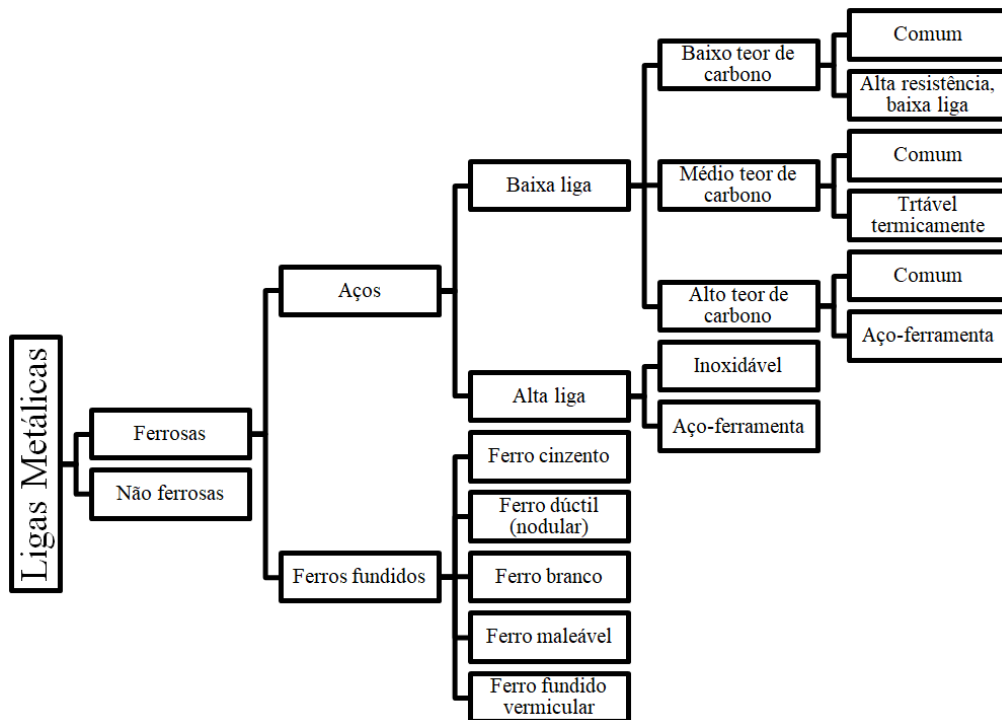 Ligas Metálicas
Ferrosas
Não ferrosas
Aços
Ferros fundidos
Baixa liga
Alta liga
Ferro cinzento
Ferro dúctil
(nodular)
Ferro branco
Ferro maleável
Ferro fundido
vermicular
Baixo teor de
carbono
Médio teor de
carbono
Alto teor de
carbono
Inoxidável
Aço-ferramenta
Comum
Alta resistência,
baixa liga
Comum
Trtável
termicamente
Comum
Aço-ferramenta